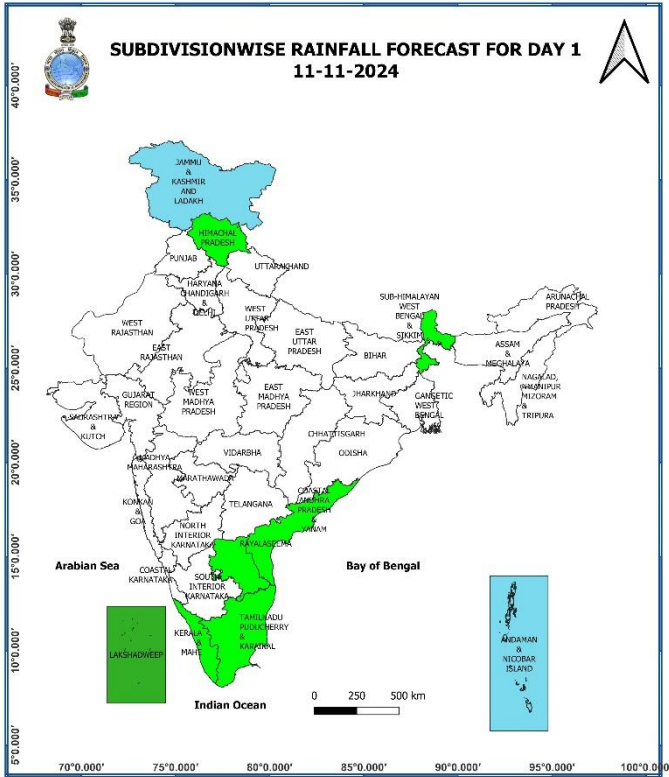 SUBDIVISIONWISE RAINFALL FORECAST FOR DAY 1
11-11-2024
JAMMU
&
KASHMIR
AND
LADAKH
HIMACHAL
PRADESH
PUNJAB
UTTARAKHAND
HARYANA
CHANDIGARH
&
DELHI
WEST
UTTAR
PRADESH
EAST
UTTAR
PRADESH
WEST
RAJASTHAN
EAST
RAJASTHAN
SUB-HIMALAYAN
WEST
BENGAL
&
SIKKIM
ARUNACHAL
PRADESH
ASSAM
&
MEGHALAYA
NAGALAD,
MANIPUR
MIZORAM
&
TRIPURA
BIHAR
JHARKHAND
GANSETIC
WEST
BENGAL
GUJARAT
REGION
SAURASHTRA
&
KUTCH
WEST
MADHYA
PRADESH
EAST
MADHYA
PRADESH
CHHATTISGARH
ODISHA
VIDARBHA
MADHYA
MAHARASHTRA
MARATHAWADA
KONKAN
&
GOA
TELANGANA
COASTAL
ANDHRA
PRADESH
&
YANAM
NORTH
INTERIOR
KARNATAKA
RAYALASEEMA
COASTAL
KARNATAKA
SOUTH
INTERIOR
KARNATAKA
KERALA
&
MAHE
TAMILNADU
PUDUCHERRY
&
KARAIKAL
LAKSHADWEEP
ANDAMAN
&
NICOBAR
ISLAND
Arabian Sea
Bay of Bengal
Indian Ocean
0 250 500 km
40°0.000'
35°0.000'
30°0.000'
25°0.000'
20°0.000'
15°0.000'
10°0.000'
5°0.000'
70°0.000' 75°0.000' 80°0.000' 85°0.000' 90°0.000' 95°0.000' 100°0.000